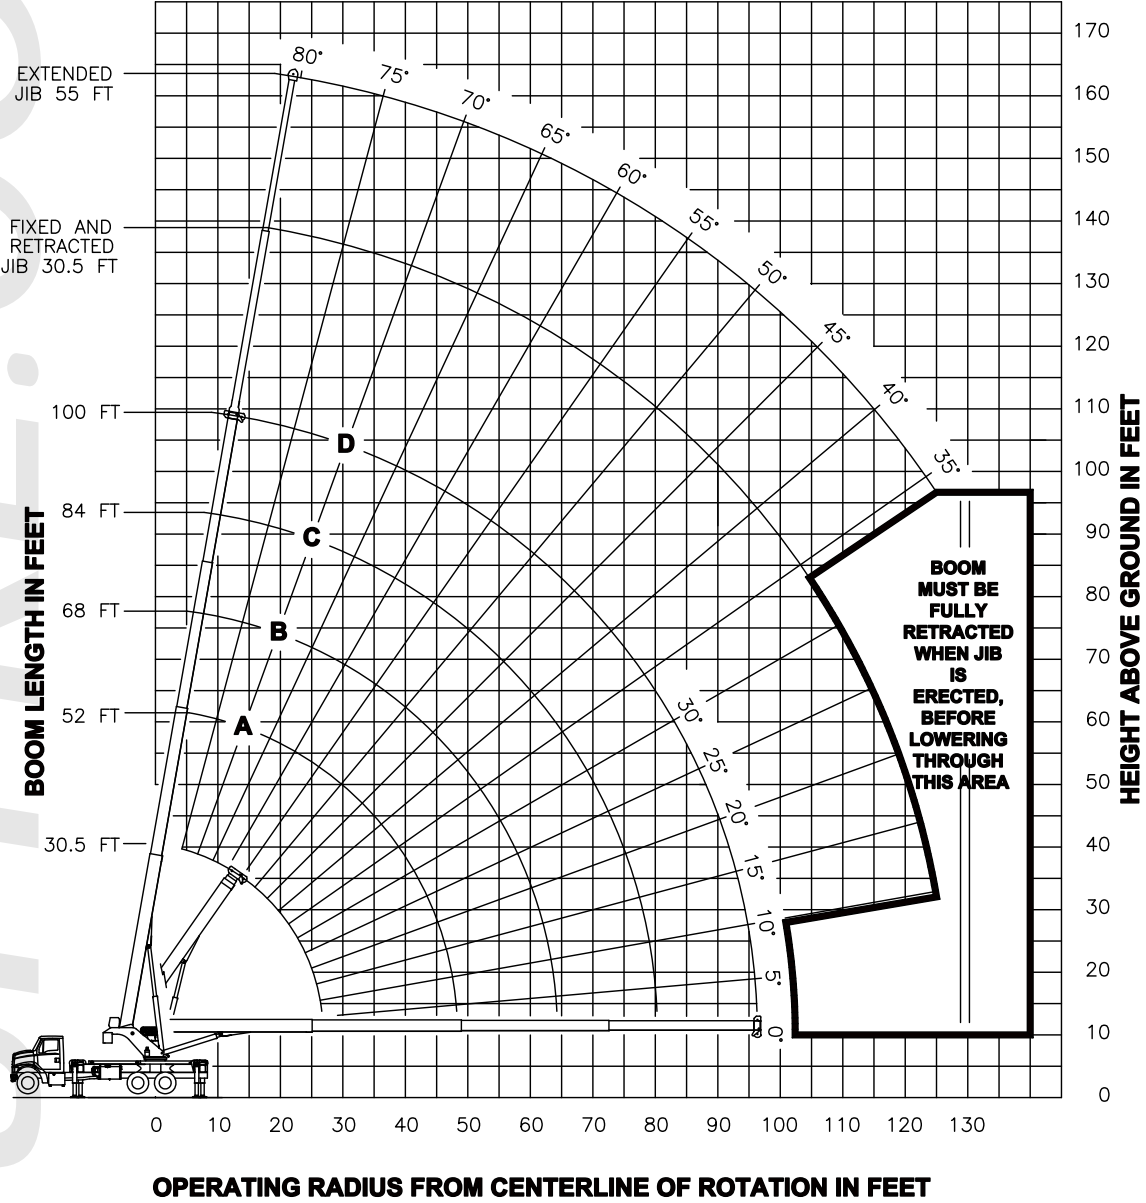 EXTENDED
JIB 55 FT
FIXED AND
RETRACTED
JIB 30.5 FT
100 FT
84 FT
68 FT
52 FT
30.5 FT
BOOM LENGTH IN FEET
80°
75°
70°
65°
60°
55°
50°
45°
40°
35°
30°
25°
20°
15°
10°
5°
0°
D
C
B
A
BOOM
MUST BE
FULLY
RETRACTED
WHEN JIB
IS
ERECTED,
BEFORE
LOWERING
THROUGH
THIS AREA
170
160
150
140
130
120
110
100
90
80
70
60
50
40
30
20
10
0
HEIGHT ABOVE GROUND IN FEET
0 10 20 30 40 50 60 70 80 90 100 110 120 130
OPERATING RADIUS FROM CENTERLINE OF ROTATION IN FEET